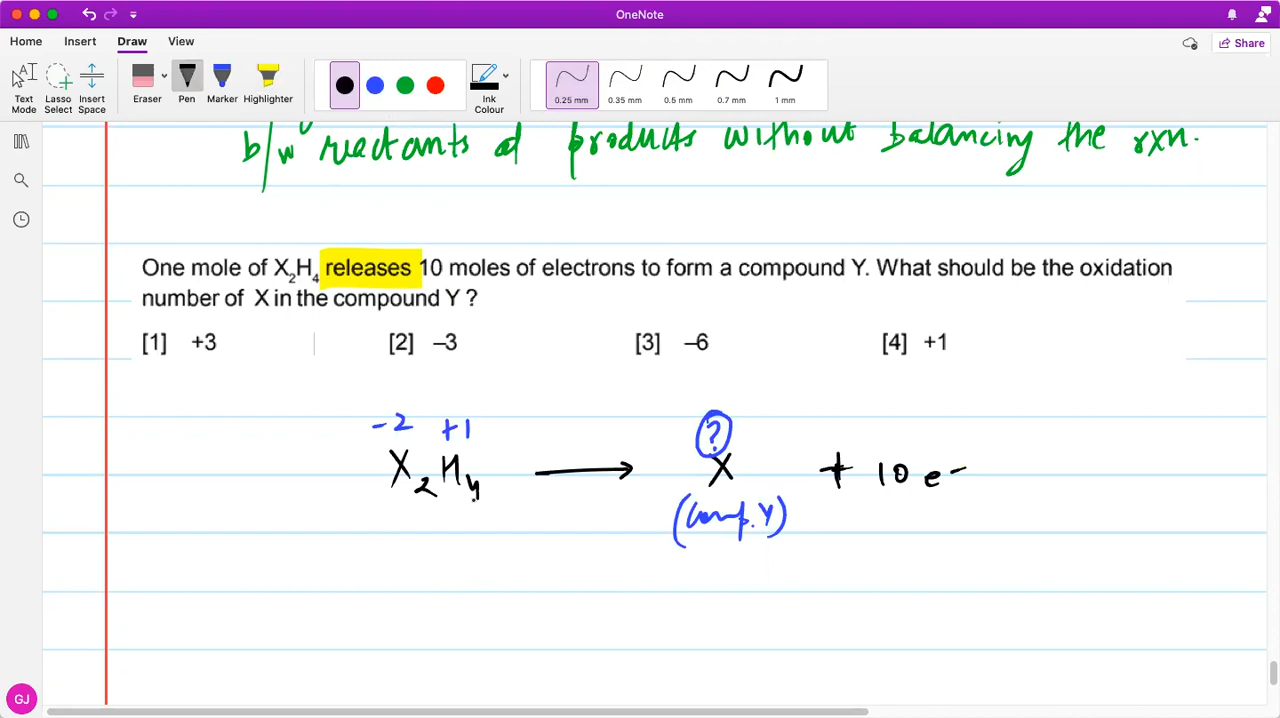 OneNote
Home Insert Draw View
Share
Text Mode
Lasso Select
Insert Space
Eraser
Pen
Marker
Highlighter
Ink Colour
0.25 mm
0.35 mm
0.5 mm
0.7 mm
1 mm
b/w reactants & products without balancing the rxn.
One mole of X₂H₄ releases 10 moles of electrons to form a compound Y. What should be the oxidation
number of X in the compound Y ?
[1] +3 [2] –3 [3] –6 [4] +1
-2 +1 ?
X₂H₄ ⟶ X + 10 e⁻
(comp. Y)
GJ